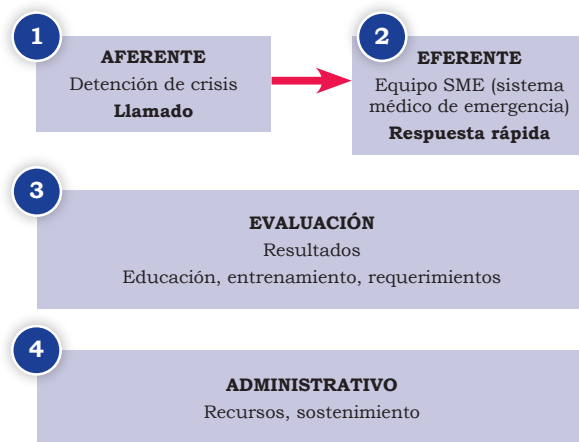 1
AFERENTE
Detención de crisis
Llamado
2
EFERENTE
Equipo SME (sistema
médico de emergencia)
Respuesta rápida
3
EVALUACIÓN
Resultados
Educación, entrenamiento, requerimientos
4
ADMINISTRATIVO
Recursos, sostenimiento